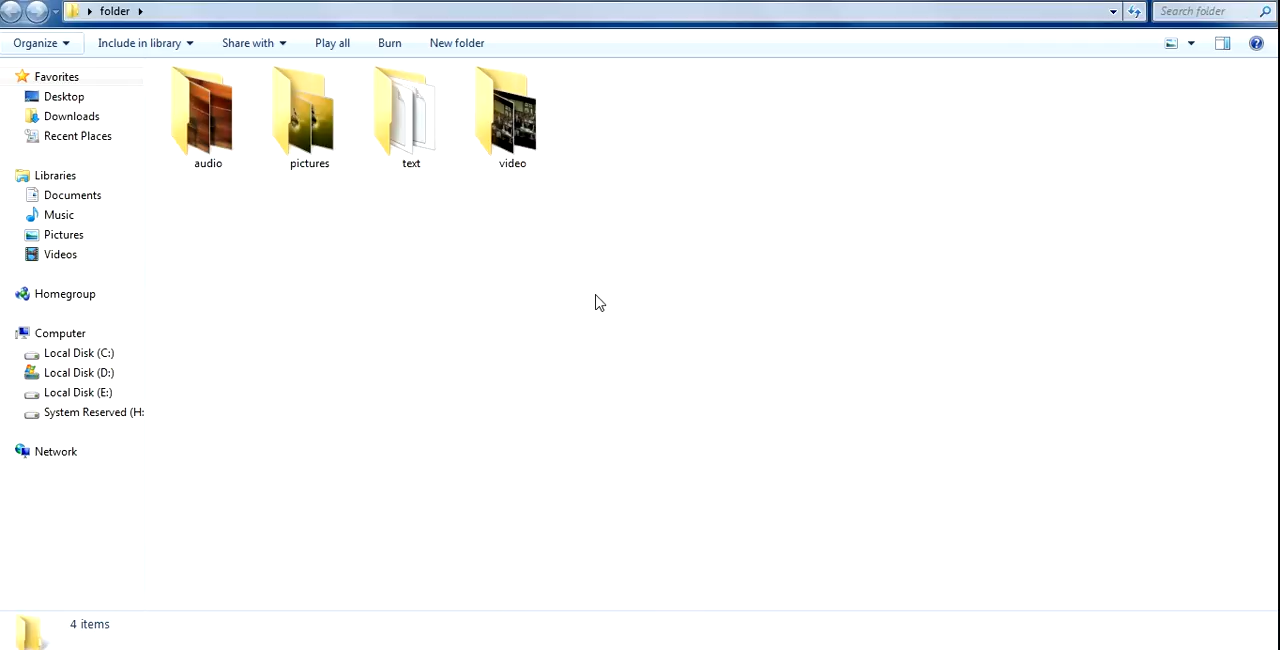 folder
Search folder
Organize Include in library Share with Play all Burn New folder
Favorites
Desktop
Downloads
Recent Places
Libraries
Documents
Music
Pictures
Videos
Homegroup
Computer
Local Disk (C:)
Local Disk (D:)
Local Disk (E:)
System Reserved (H:
Network
audio pictures text video
4 items